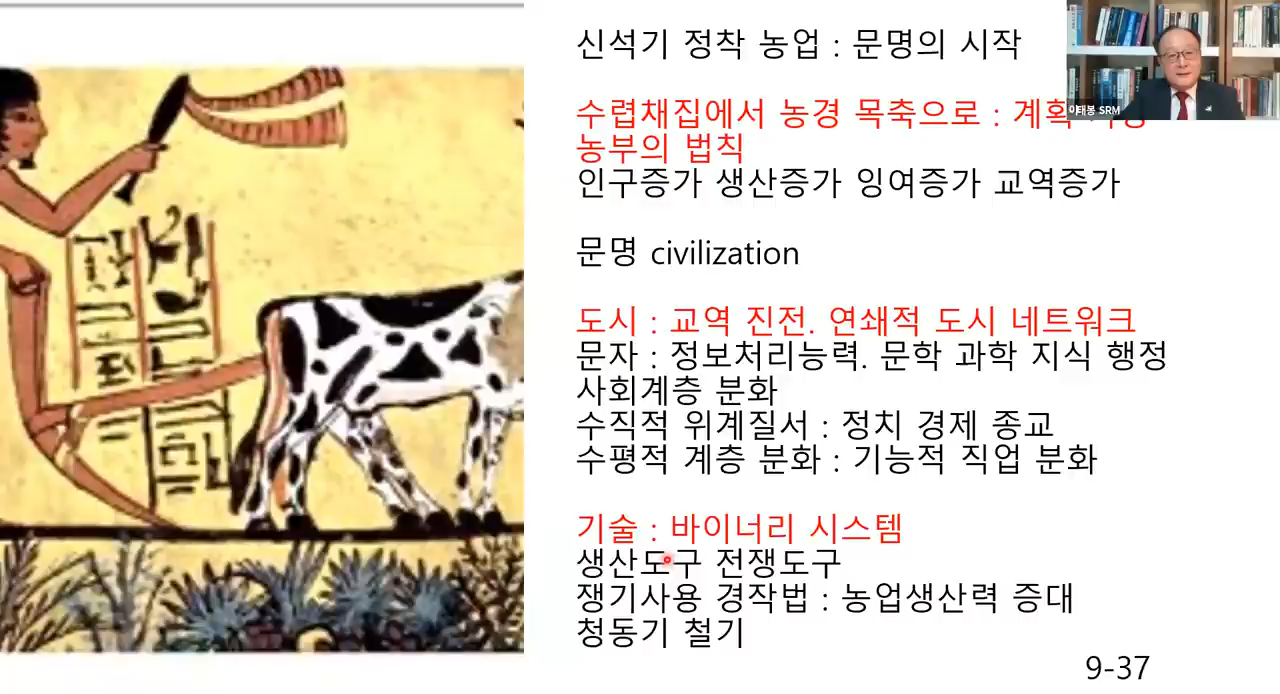 신석기 정착 농업 : 문명의 시작
수렵채집에서 농경 목축으로 : 계획
농부의 법칙
인구증가 생산증가 잉여증가 교역증가
문명 civilization
도시 : 교역 진전. 연쇄적 도시 네트워크
문자 : 정보처리능력. 문학 과학 지식 행정
사회계층 분화
수직적 위계질서 : 정치 경제 종교
수평적 계층 분화 : 기능적 직업 분화
기술 : 바이너리 시스템
생산도구 전쟁도구
쟁기사용 경작법 : 농업생산력 증대
청동기 철기
9-37
이태봉 SRM